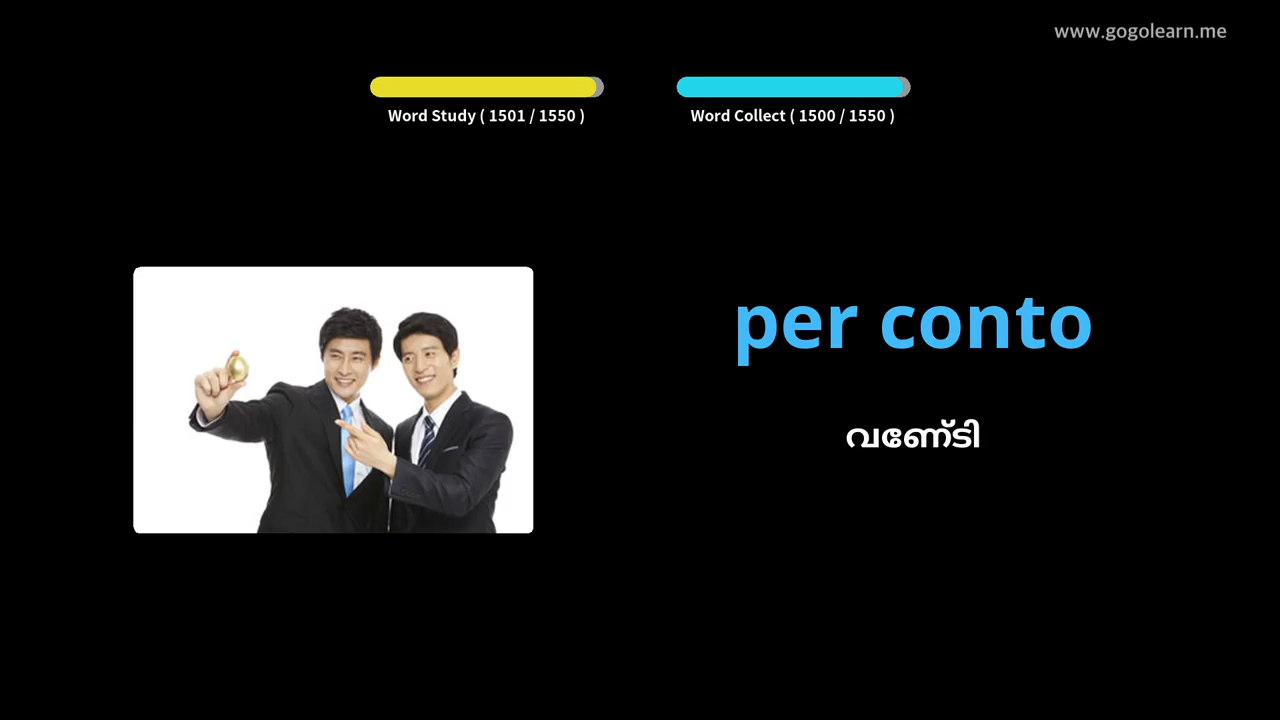 www.gogolearn.me
Word Study ( 1501 / 1550 )
Word Collect ( 1500 / 1550 )
per conto
വണ്ടേി